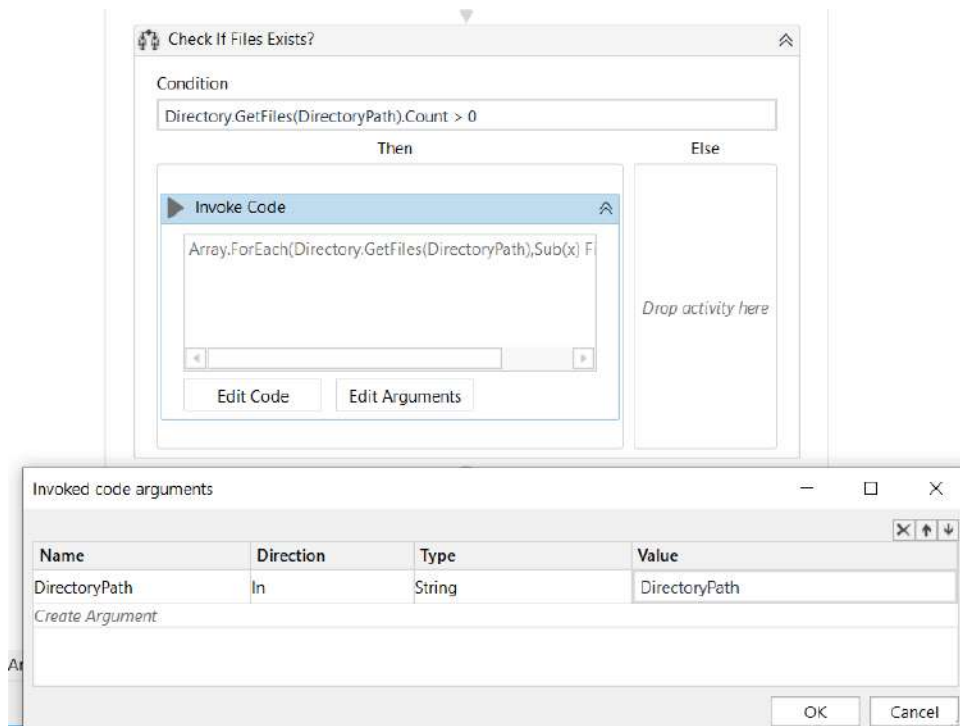 Check If Files Exists?
Condition
Directory.GetFiles(DirectoryPath).Count > 0
Then
Else
Invoke Code
Array.ForEach(Directory.GetFiles(DirectoryPath),Sub(x) Fi
Drop activity here
Edit Code
Edit Arguments
Invoked code arguments
Name Direction Type Value
DirectoryPath In String DirectoryPath
Create Argument
Ar
OK
Cancel